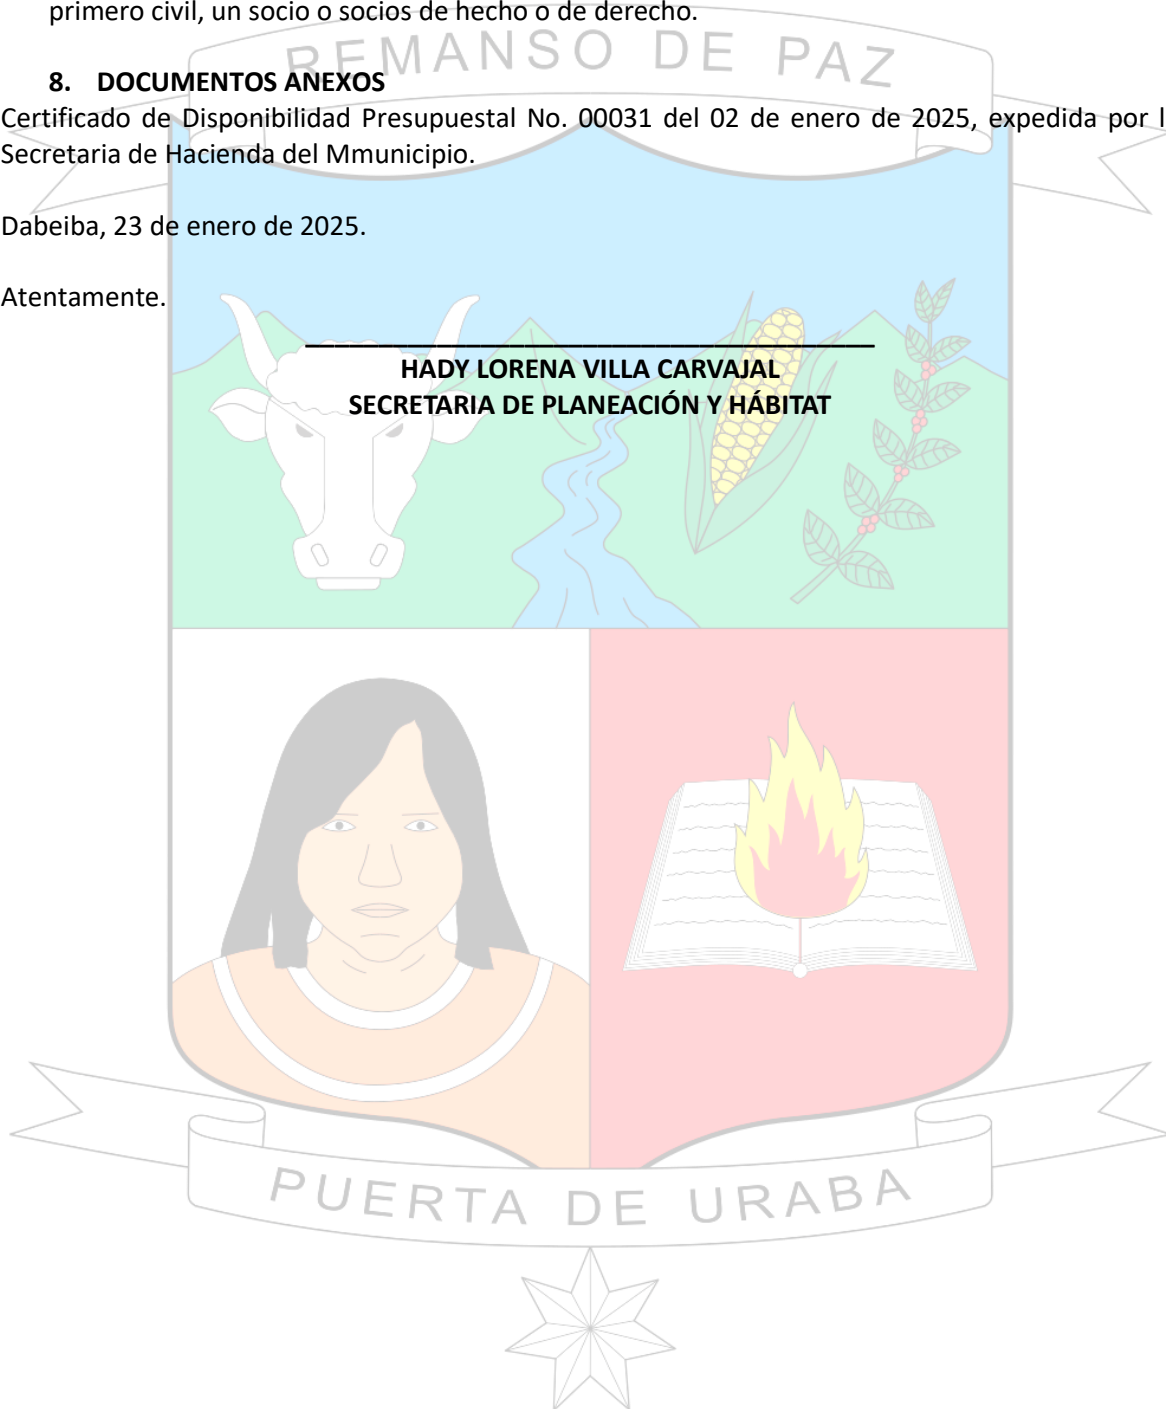 primero civil, un socio o socios de hecho o de derecho.
REMANSO DE PAZ
8. DOCUMENTOS ANEXOS
Certificado de Disponibilidad Presupuestal No. 00031 del 02 de enero de 2025, expedida por l
Secretaria de Hacienda del Mmunicipio.
Dabeiba, 23 de enero de 2025.
Atentamente.
HADY LORENA VILLA CARVAJAL
SECRETARIA DE PLANEACIÓN Y HÁBITAT
PUERTA DE URABA